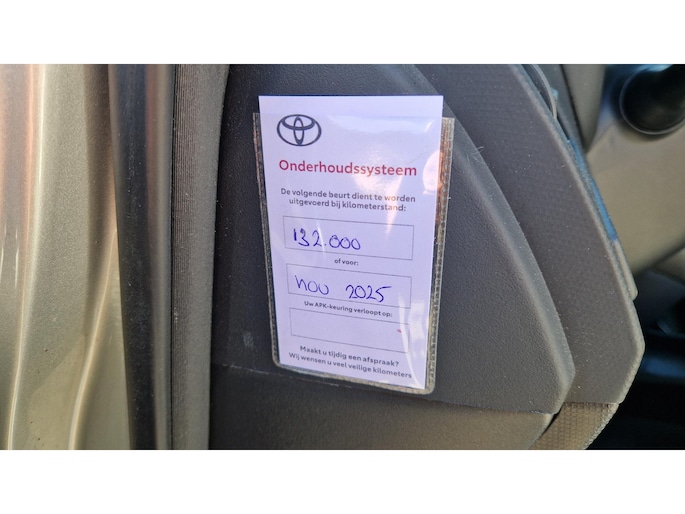 Onderhoudssysteem
De volgende beurt dient te worden
uitgevoerd bij kilometerstand:
132.000
of voor:
nov 2025
Uw APK-keuring verloopt op:
Maakt u tijdig een afspraak?
Wij wensen u veel veilige kilometers